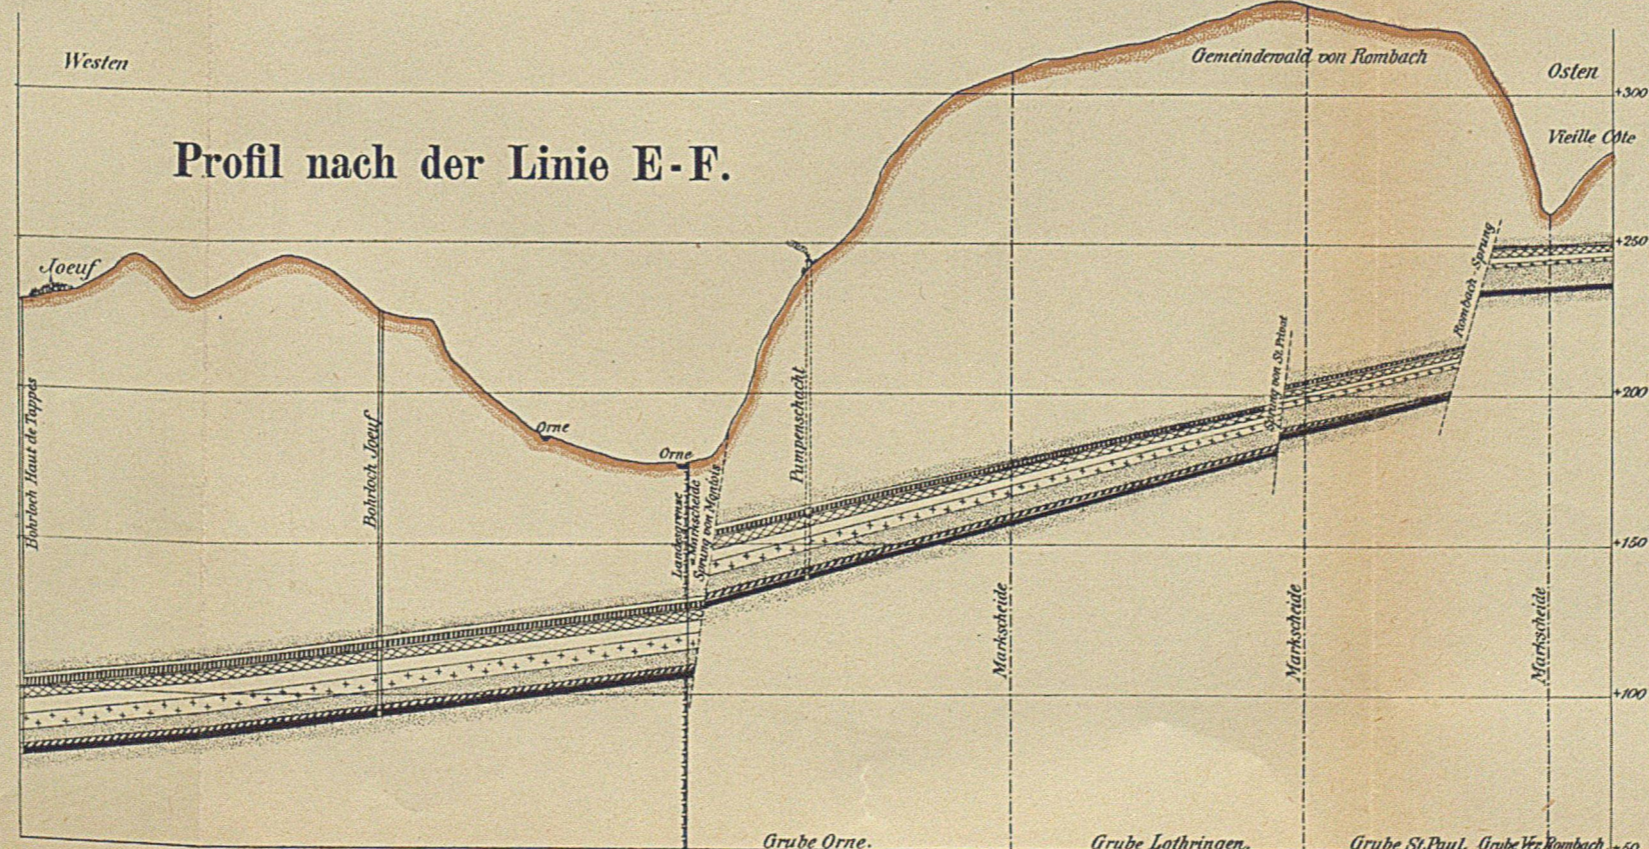 Westen
Gemeindewald von Rombach
Osten
+300
Vieille Côte
Profil nach der Linie E-F.
+250
Joeuf
Rombach-Sprung
Sprung von St. Privat
+200
Orne
Orne
Bohrloch Haut de Tappes
Bohrloch Joeuf
Pumpenschacht
Landesgrenze
u Markscheide
Sprung von Montois
+150
Markscheide
Markscheide
Markscheide
+100
Grube Orne.
Grube Lothringen.
Grube St. Paul.
Grube Ver. Rombach
+50